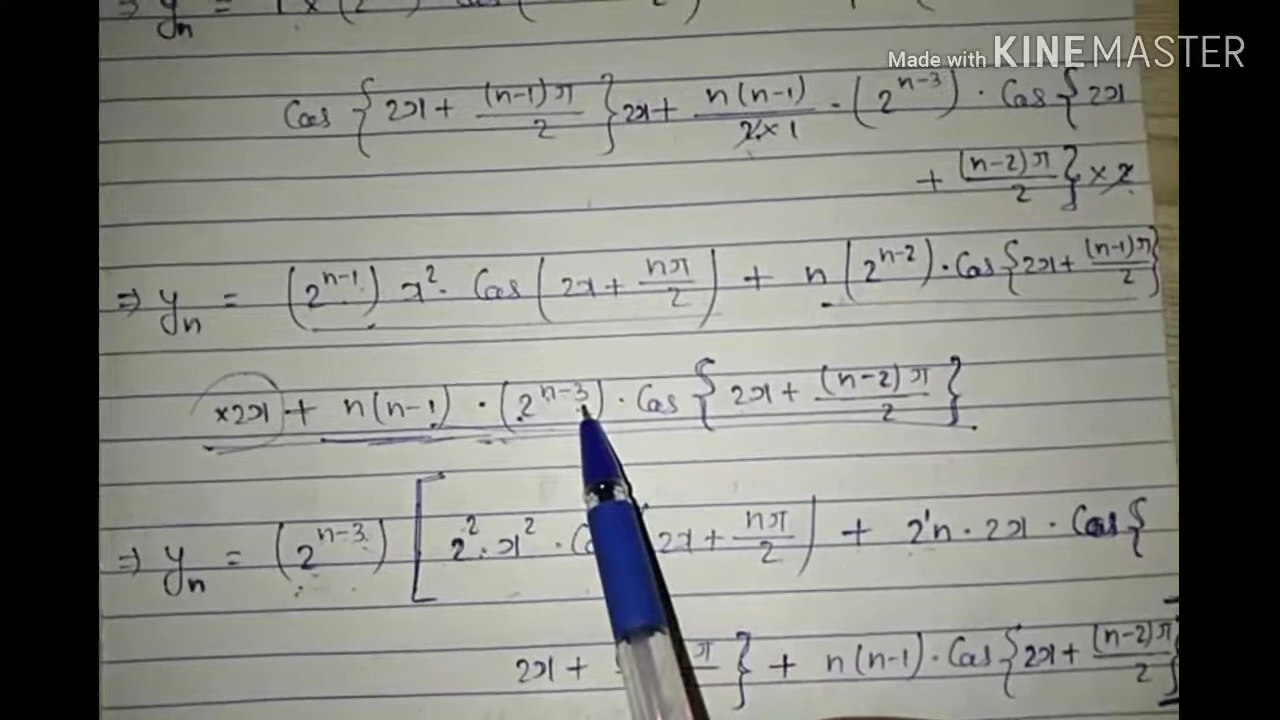 ⇒ yn =
Made with KINEMASTER
Cos {2x + (n-1)π/2} 2x + n(n-1)/2×1 · (2^(n-3)) · Cos {2x
+ (n-2)π/2} × 2
⇒ yn = (2^(n-1)) x² · Cos (2x + nπ/2) + n (2^(n-2)) · Cos {2x + (n-1)π/2}
×2x + n(n-1) · (2^(n-3)) · Cos {2x + (n-2)π/2}
⇒ yn = (2^(n-3)) [2² · x² · 2x + nπ/2) + 2¹n · 2x · Cos {
2x + π } + n(n-1) · Cos {2x + (n-2)π/2}